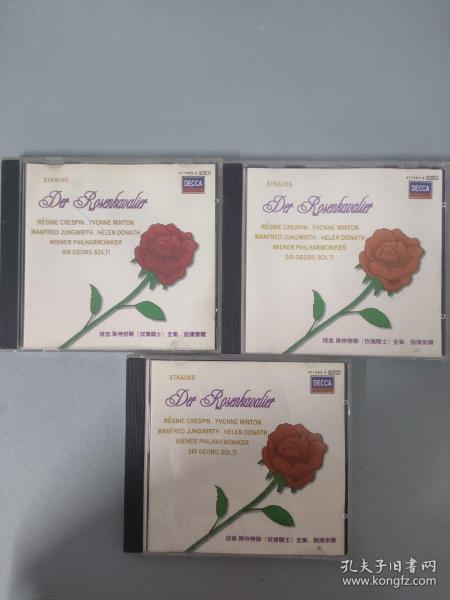 STRAUSS
DECCA
Der Rosenkavalier
RÉGINE CRESPIN . YVONNE MINTON
MANFRED JUNGWIRTH . HELEN DONATH
WIENER PHILHARMONIKER
SIR GEORG SOLTI
STRAUSS
DECCA
Der Rosenkavalier
RÉGINE CRESPIN . YVONNE MINTON
MANFRED JUNGWIRTH . HELEN DONATH
WIENER PHILHARMONIKER
SIR GEORG SOLTI
STRAUSS
DECCA
Der Rosenkavalier
RÉGINE CRESPIN . YVONNE MINTON
MANFRED JUNGWIRTH . HELEN DONATH
WIENER PHILHARMONIKER
SIR GEORG SOLTI
孔夫子旧书网
www.kongfz.com